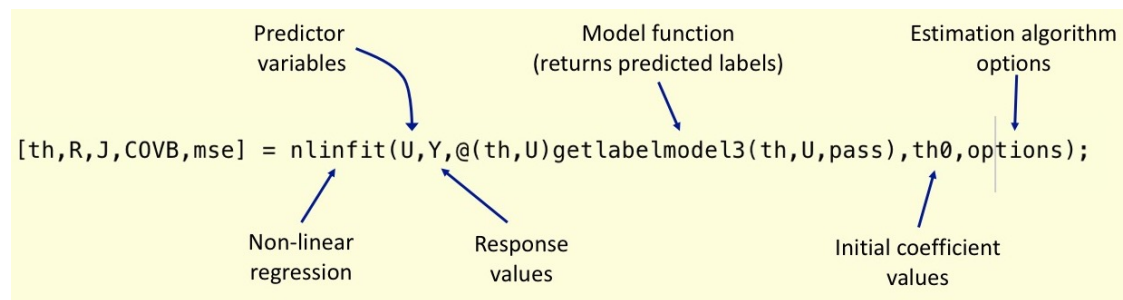 Predictor
variables
Model function
(returns predicted labels)
Estimation algorithm
options
[th,R,J,COVB,mse] = nlinfit(U,Y,@(th,U)getlabelmodel3(th,U,pass),th0,options);
Non-linear
regression
Response
values
Initial coefficient
values